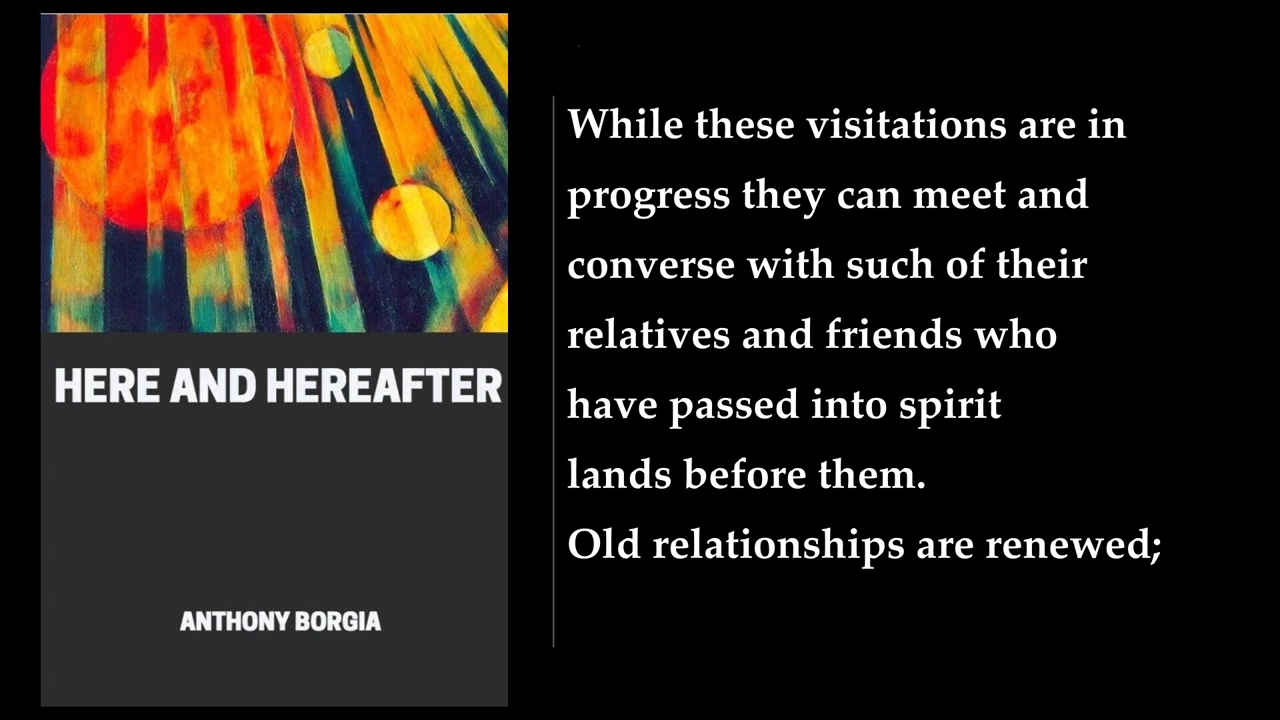 HERE AND HEREAFTER
ANTHONY BORGIA
While these visitations are in
progress they can meet and
converse with such of their
relatives and friends who
have passed into spirit
lands before them.
Old relationships are renewed;